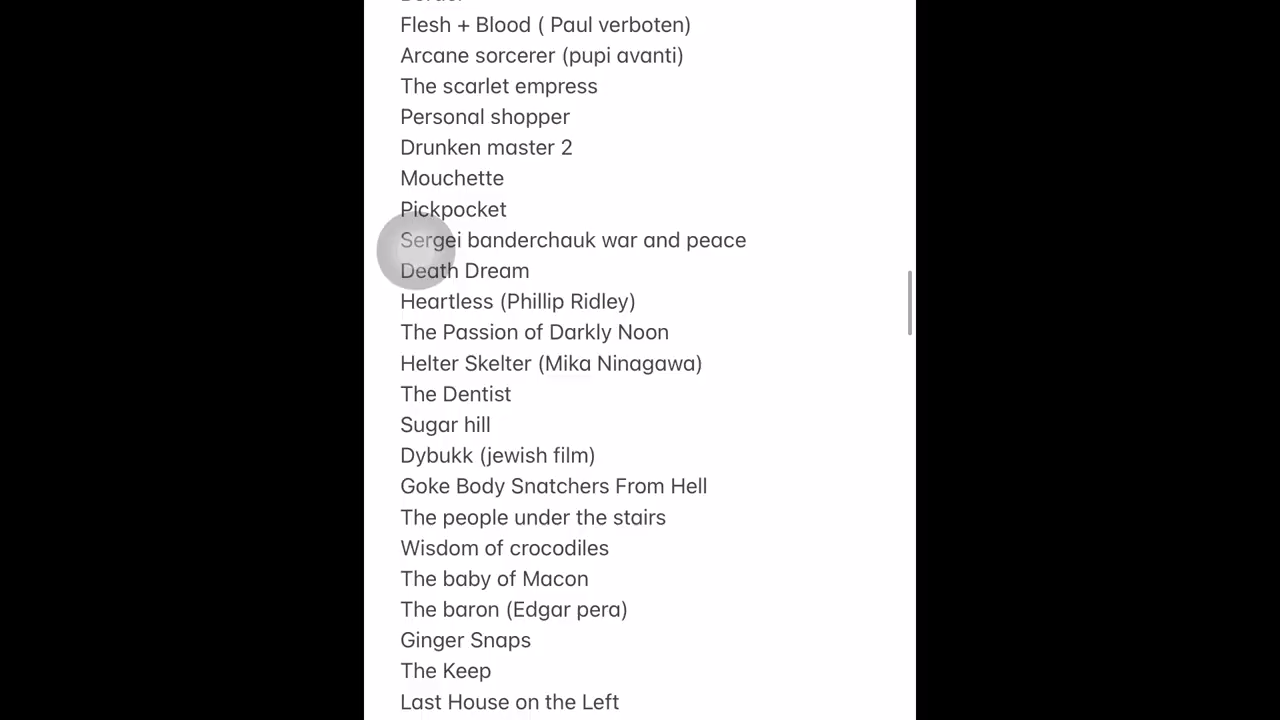 Flesh + Blood ( Paul verboten)
Arcane sorcerer (pupi avanti)
The scarlet empress
Personal shopper
Drunken master 2
Mouchette
Pickpocket
Sergei banderchauk war and peace
Death Dream
Heartless (Phillip Ridley)
The Passion of Darkly Noon
Helter Skelter (Mika Ninagawa)
The Dentist
Sugar hill
Dybukk (jewish film)
Goke Body Snatchers From Hell
The people under the stairs
Wisdom of crocodiles
The baby of Macon
The baron (Edgar pera)
Ginger Snaps
The Keep
Last House on the Left